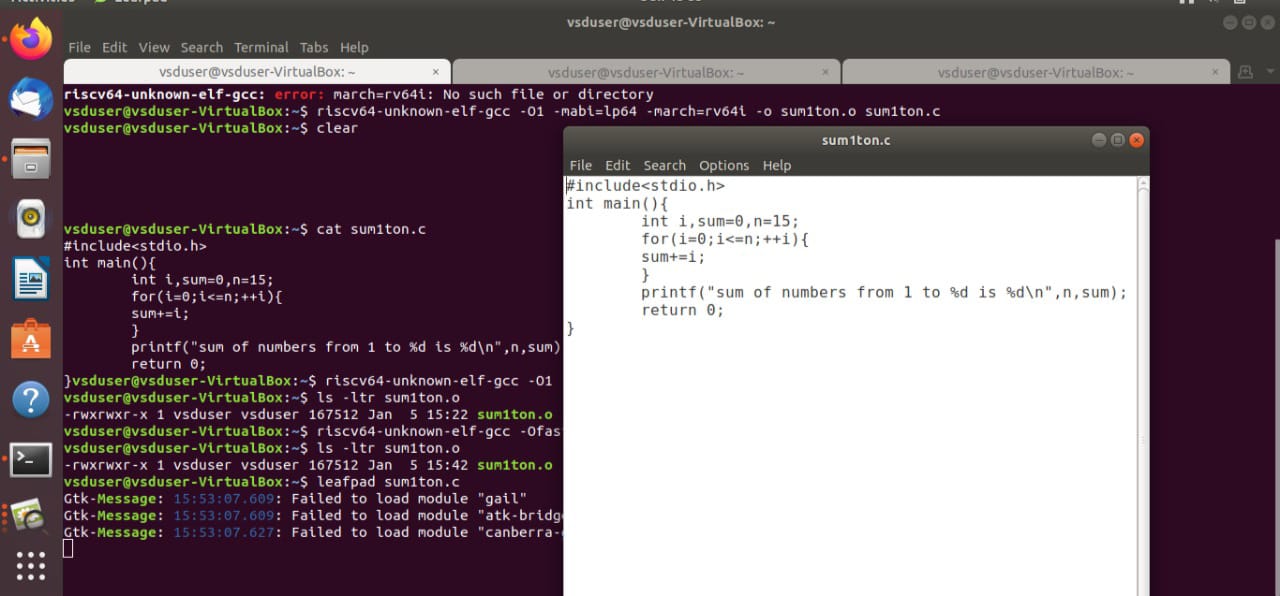 vsduser@vsduser-VirtualBox: ~
File Edit View Search Terminal Tabs Help
vsduser@vsduser-VirtualBox: ~ × vsduser@vsduser-VirtualBox: ~ × vsduser@vsduser-VirtualBox: ~ ×
riscv64-unknown-elf-gcc: error: march=rv64i: No such file or directory
vsduser@vsduser-VirtualBox:~$ riscv64-unknown-elf-gcc -O1 -mabi=lp64 -march=rv64i -o sum1ton.o sum1ton.c
vsduser@vsduser-VirtualBox:~$ clear
vsduser@vsduser-VirtualBox:~$ cat sum1ton.c
#include<stdio.h>
int main(){
int i,sum=0,n=15;
for(i=0;i<=n;++i){
sum+=i;
}
printf("sum of numbers from 1 to %d is %d\n",n,sum)
return 0;
}vsduser@vsduser-VirtualBox:~$ riscv64-unknown-elf-gcc -O1
vsduser@vsduser-VirtualBox:~$ ls -ltr sum1ton.o
-rwxrwxr-x 1 vsduser vsduser 167512 Jan  5 15:22 sum1ton.o
vsduser@vsduser-VirtualBox:~$ riscv64-unknown-elf-gcc -Ofas
vsduser@vsduser-VirtualBox:~$ ls -ltr sum1ton.o
-rwxrwxr-x 1 vsduser vsduser 167512 Jan  5 15:42 sum1ton.o
vsduser@vsduser-VirtualBox:~$ leafpad sum1ton.c
Gtk-Message: 15:53:07.609: Failed to load module "gail"
Gtk-Message: 15:53:07.609: Failed to load module "atk-bridg
Gtk-Message: 15:53:07.627: Failed to load module "canberra-
sum1ton.c
File Edit Search Options Help
#include<stdio.h>
int main(){
int i,sum=0,n=15;
for(i=0;i<=n;++i){
sum+=i;
}
printf("sum of numbers from 1 to %d is %d\n",n,sum);
return 0;
}